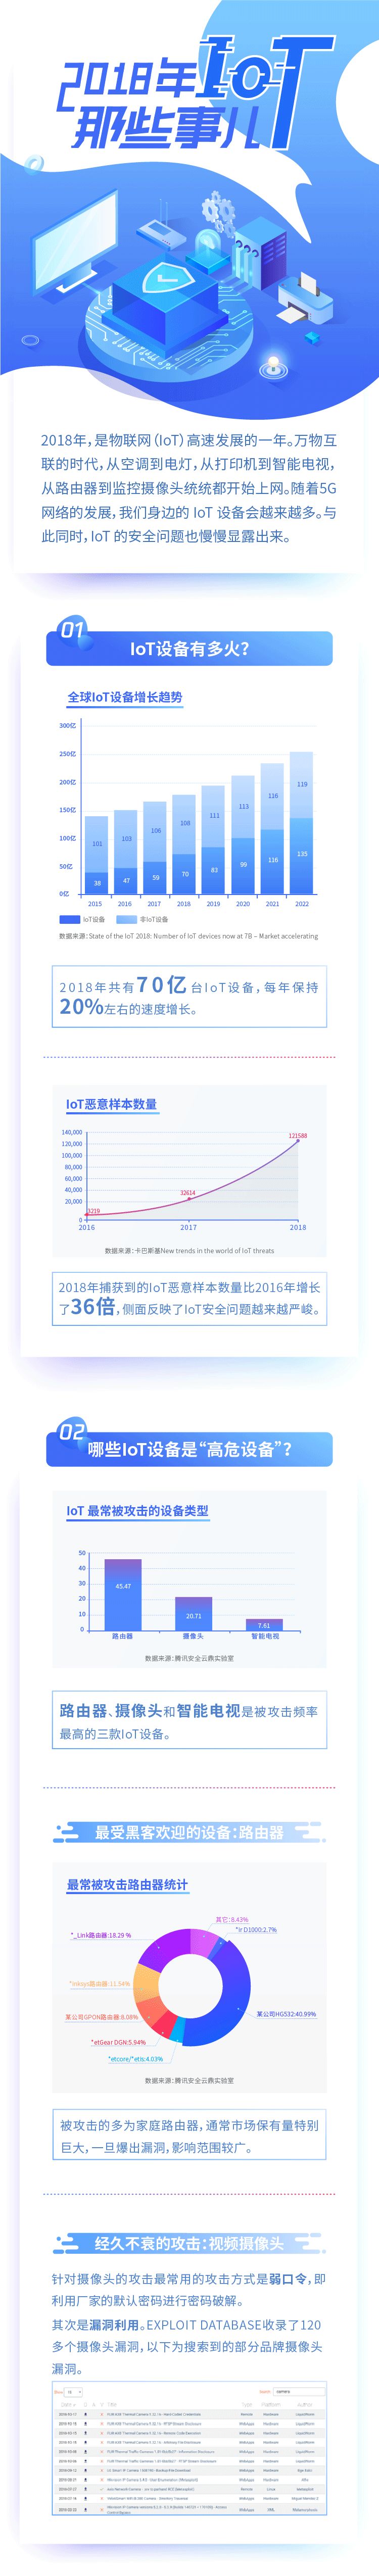 2018年IoT
那些事儿
2018年，是物联网（IoT）高速发展的一年。万物互
联的时代，从空调到电灯，从打印机到智能电视，
从路由器到监控摄像头统统都开始上网。随着5G
网络的发展，我们身边的 IoT 设备会越来越多。与
此同时，IoT 的安全问题也慢慢显露出来。
01
IoT设备有多火？
全球IoT设备增长趋势
300亿
250亿
200亿
150亿
100亿
50亿
0亿
101 103 106 108 111 113 116 119
38 47 59 70 83 99 116 135
2015 2016 2017 2018 2019 2020 2021 2022
IoT设备 非IoT设备
数据来源：State of the IoT 2018: Number of IoT devices now at 7B – Market accelerating
2018年共有70亿台IoT设备，每年保持
20%左右的速度增长。
IoT恶意样本数量
140,000
120,000
100,000
80,000
60,000
40,000
20,000
0
3219
32614
121588
2016 2017 2018
数据来源：卡巴斯基New trends in the world of IoT threats
2018年捕获到的IoT恶意样本数量比2016年增长
了36倍，侧面反映了IoT安全问题越来越严峻。
02
哪些IoT设备是“高危设备”？
IoT 最常被攻击的设备类型
50
40
30
20
10
0
45.47
20.71
7.61
路由器 摄像头 智能电视
数据来源：腾讯安全云鼎实验室
路由器、摄像头和智能电视是被攻击频率
最高的三款IoT设备。
最受黑客欢迎的设备：路由器
最常被攻击路由器统计
其它：8.43%
*ir D1000:2.7%
*_Link路由器：18.29 %
*inksys路由器：11.54%
某公司GPON路由器：8.08%
某公司HG532:40.99%
*etGear DGN:5.94%
*etcore/*etis:4.03%
数据来源：腾讯安全云鼎实验室
被攻击的多为家庭路由器，通常市场保有量特别
巨大，一旦爆出漏洞，影响范围较广。
经久不衰的攻击：视频摄像头
针对摄像头的攻击最常用的攻击方式是弱口令，即
利用厂家的默认密码进行密码破解。
其次是漏洞利用。EXPLOIT DATABASE收录了120
多个摄像头漏洞，以下为搜索到的部分品牌摄像头
漏洞。